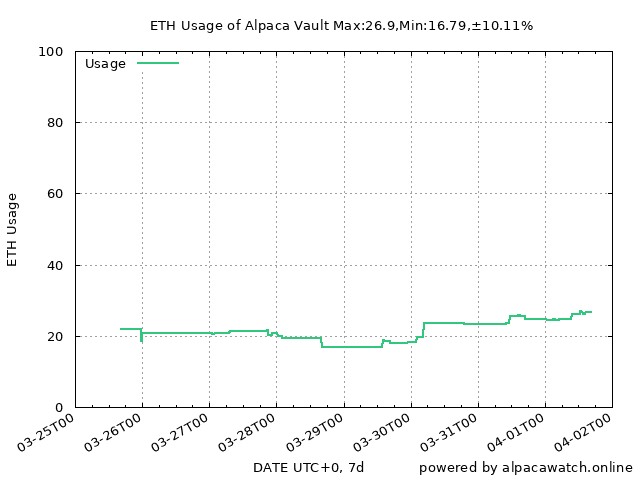 ETH Usage of Alpaca Vault Max:26.9,Min:16.79,±10.11%
Usage
100
80
60
40
20
0
ETH Usage
03-25T00
03-26T00
03-27T00
03-28T00
03-29T00
03-30T00
03-31T00
04-01T00
04-02T00
DATE UTC+0, 7d
powered by alpacawatch.online